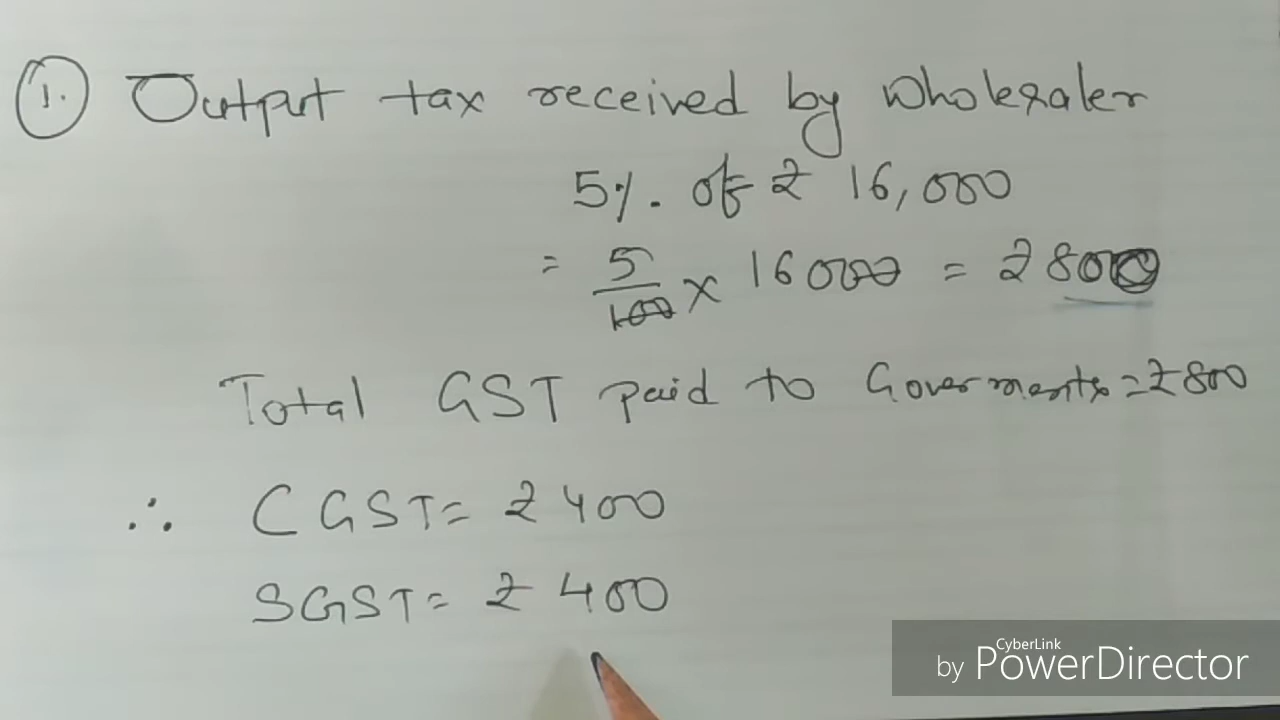 1. Output tax received by wholesaler
5%. of ₹ 16,000
= 5/100 x 16000 = ₹ 800
Total GST paid to Goverments = ₹ 800
∴ CGST = ₹ 400
SGST = ₹ 400
CyberLink
by PowerDirector